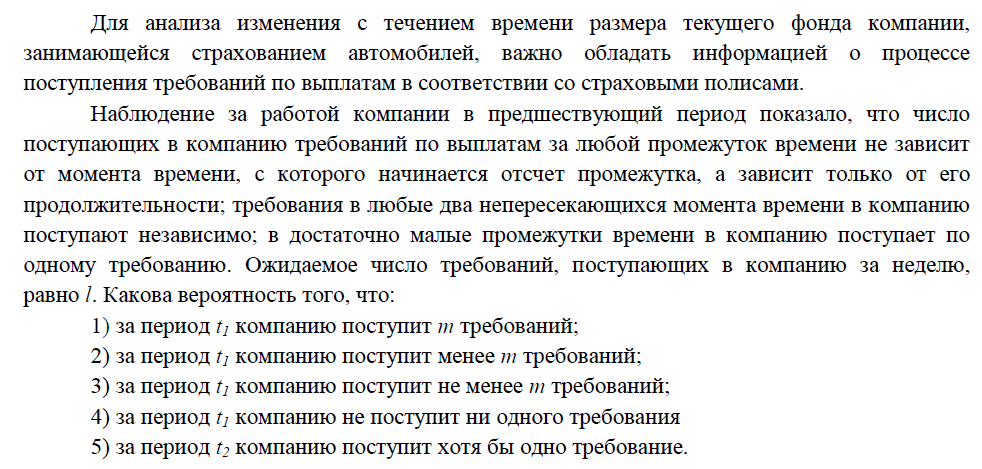 Для анализа изменения с течением времени размера текущего фонда компании,
занимающейся страхованием автомобилей, важно обладать информацией о процессе
поступления требований по выплатам в соответствии со страховыми полисами.
Наблюдение за работой компании в предшествующий период показало, что число
поступающих в компанию требований по выплатам за любой промежуток времени не зависит
от момента времени, с которого начинается отсчет промежутка, а зависит только от его
продолжительности; требования в любые два непересекающихся момента времени в компанию
поступают независимо; в достаточно малые промежутки времени в компанию поступает по
одному требованию. Ожидаемое число требований, поступающих в компанию за неделю,
равно l. Какова вероятность того, что:
1) за период t₁ компанию поступит m требований;
2) за период t₁ компанию поступит менее m требований;
3) за период t₁ компанию поступит не менее m требований;
4) за период t₁ компанию не поступит ни одного требования
5) за период t₂ компанию поступит хотя бы одно требование.